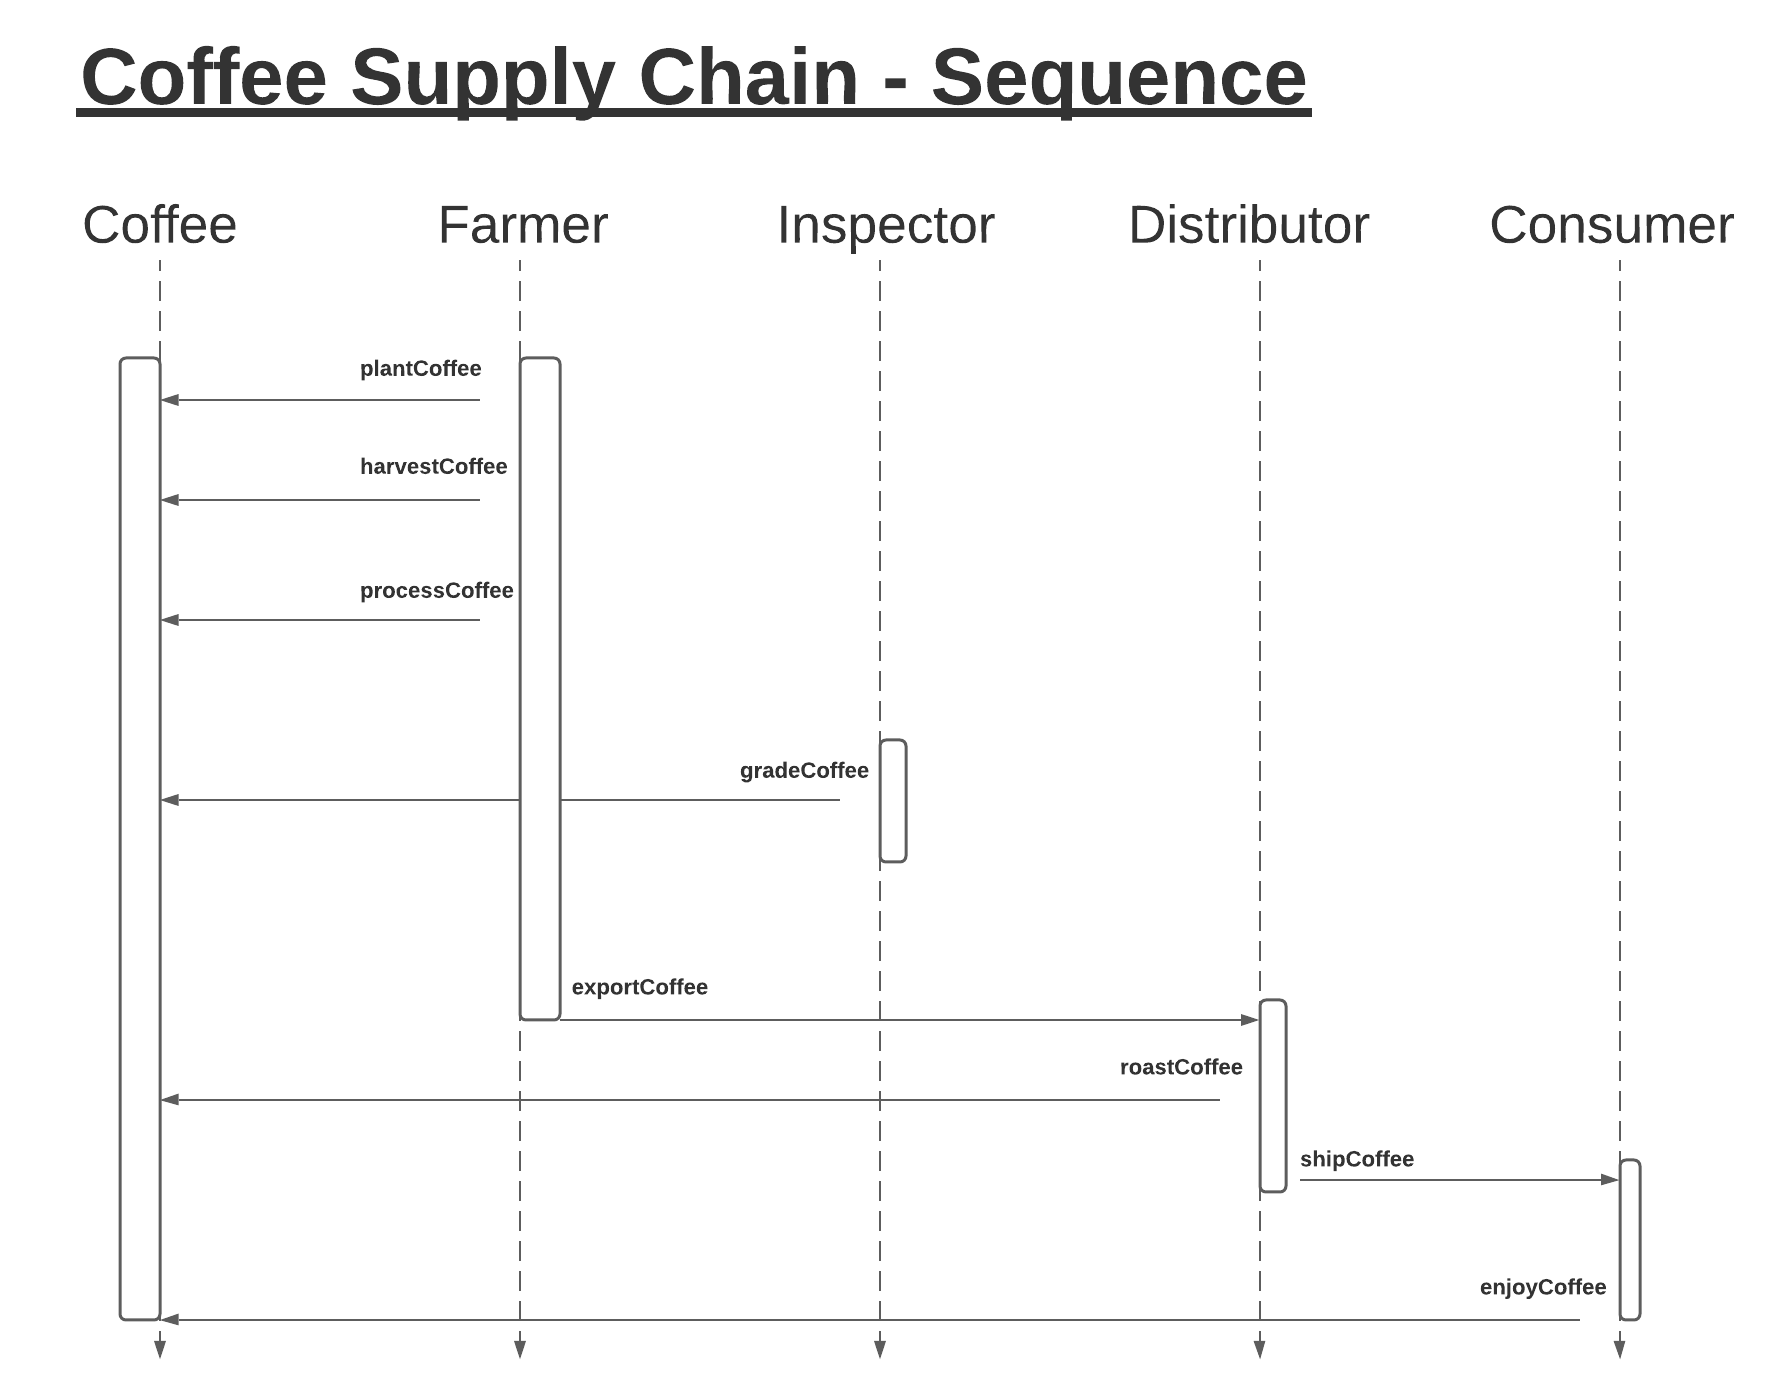 Coffee Supply Chain - Sequence
Coffee Farmer Inspector Distributor Consumer
plantCoffee
harvestCoffee
processCoffee
gradeCoffee
exportCoffee
roastCoffee
shipCoffee
enjoyCoffee